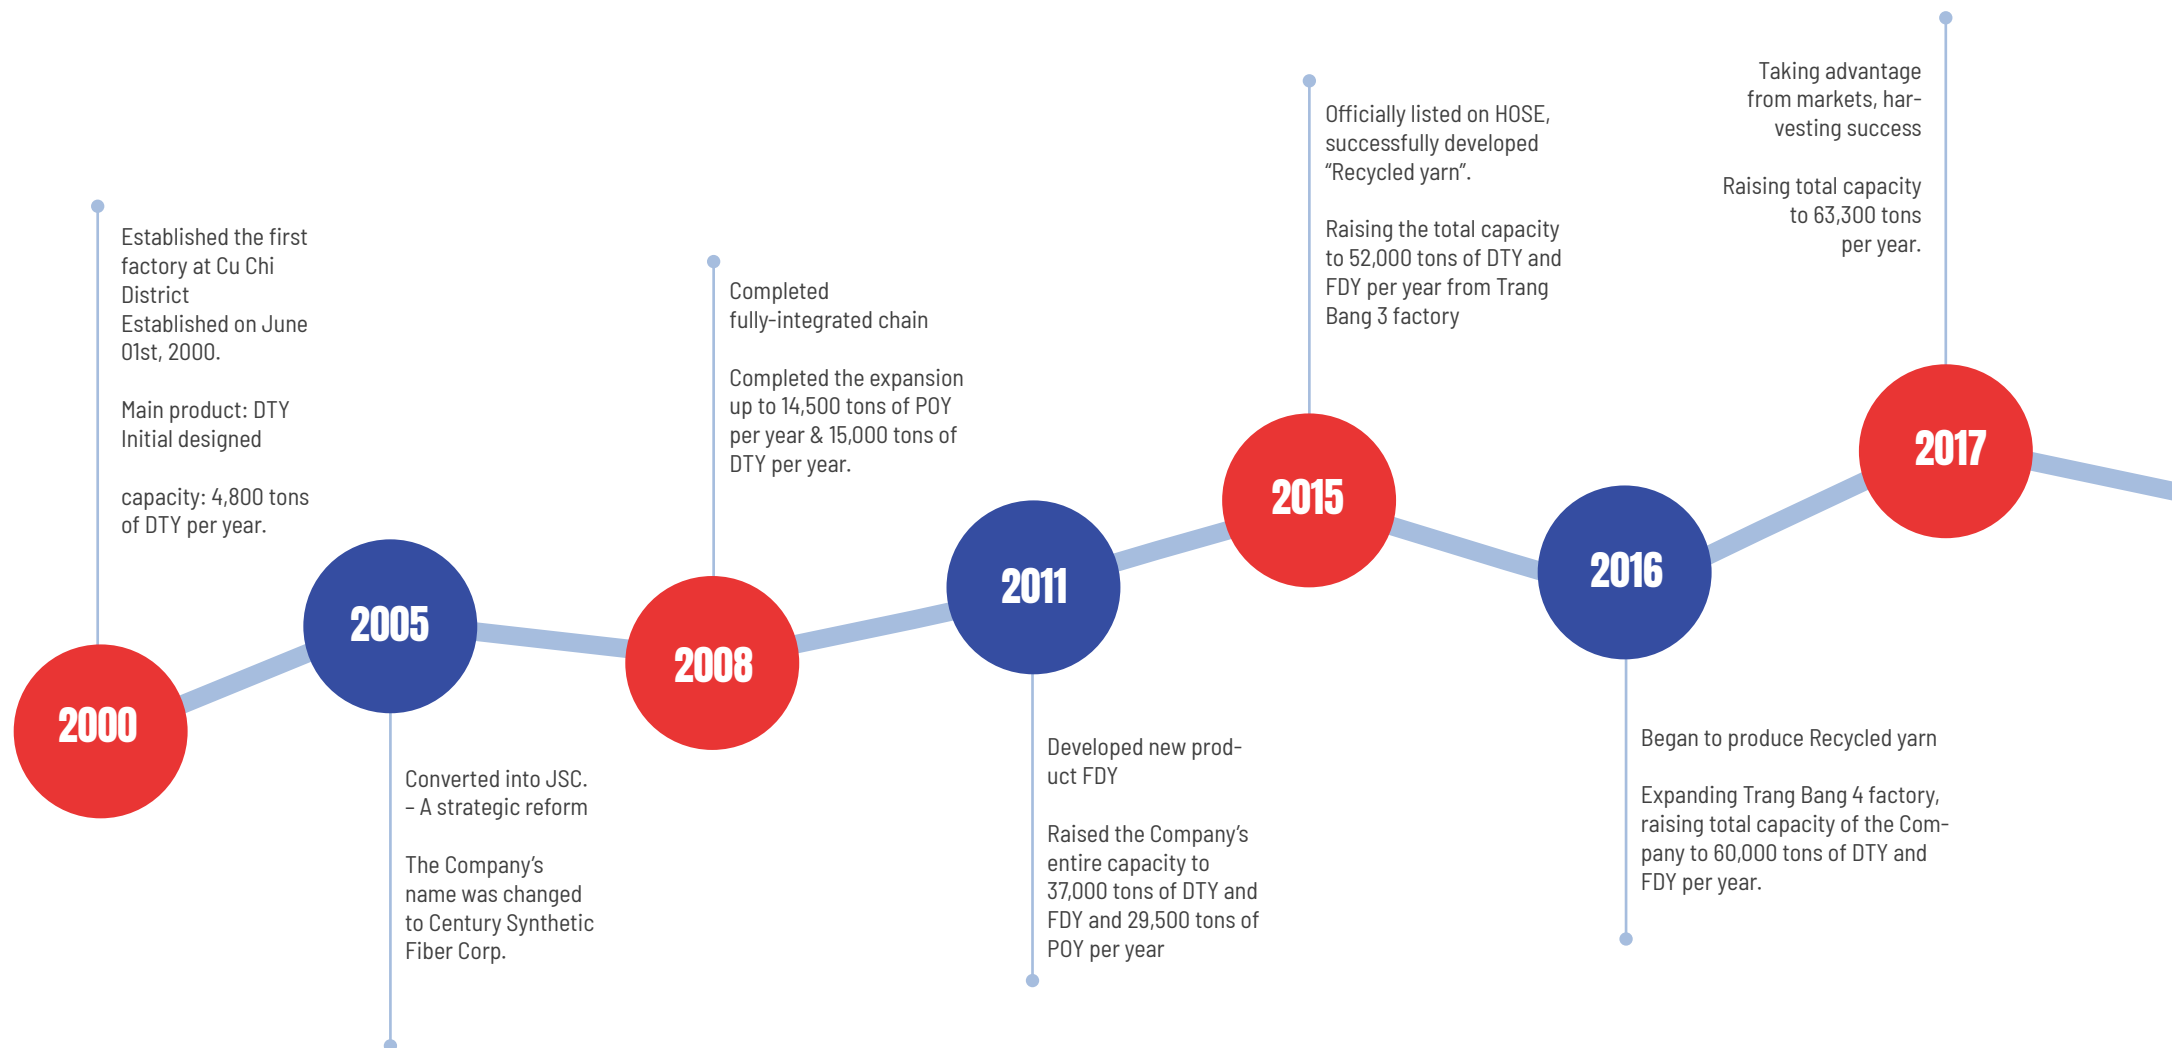 2000
Established the first
factory at Cu Chi
District
Established on June
01st, 2000.
Main product: DTY
Initial designed
capacity: 4,800 tons
of DTY per year.
2005
Converted into JSC.
– A strategic reform
The Company's
name was changed
to Century Synthetic
Fiber Corp.
2008
Completed
fully-integrated chain
Completed the expansion
up to 14,500 tons of POY
per year & 15,000 tons of
DTY per year.
2011
Developed new prod-
uct FDY
Raised the Company's
entire capacity to
37,000 tons of DTY and
FDY and 29,500 tons of
POY per year
2015
Officially listed on HOSE,
successfully developed
“Recycled yarn”.
Raising the total capacity
to 52,000 tons of DTY and
FDY per year from Trang
Bang 3 factory
2016
Began to produce Recycled yarn
Expanding Trang Bang 4 factory,
raising total capacity of the Com-
pany to 60,000 tons of DTY and
FDY per year.
2017
Taking advantage
from markets, har-
vesting success
Raising total capacity
to 63,300 tons
per year.